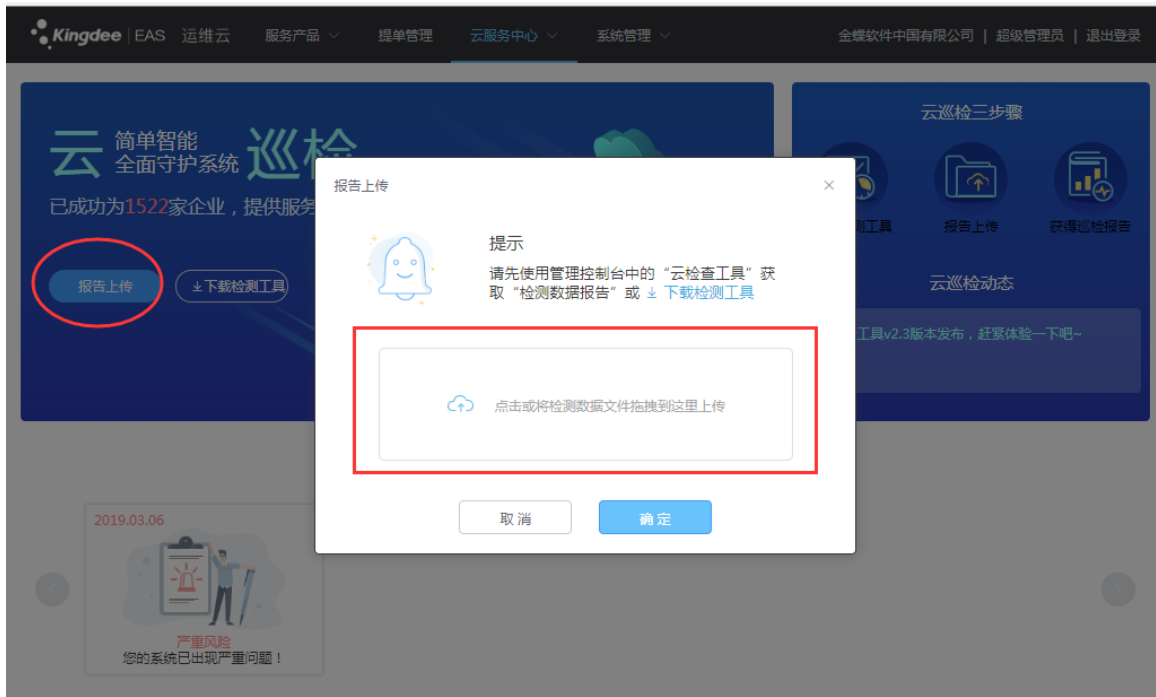 Kingdee | EAS 运维云 服务产品 提单管理 云服务中心 系统管理 金蝶软件中国有限公司 | 超级管理员 | 退出登录
云 简单智能 巡检
全面守护系统
已成功为1522家企业，提供服务
报告上传 下载检测工具
云巡检三步骤
测工具 报告上传 获得巡检报告
云巡检动态
工具v2.3版本发布，赶紧体验一下吧~
报告上传
提示
请先使用管理控制台中的“云检查工具”获
取“检测数据报告”或 下载检测工具
点击或将检测数据文件拖拽到这里上传
取消 确定
2019.03.06
严重风险
您的系统已出现严重问题！